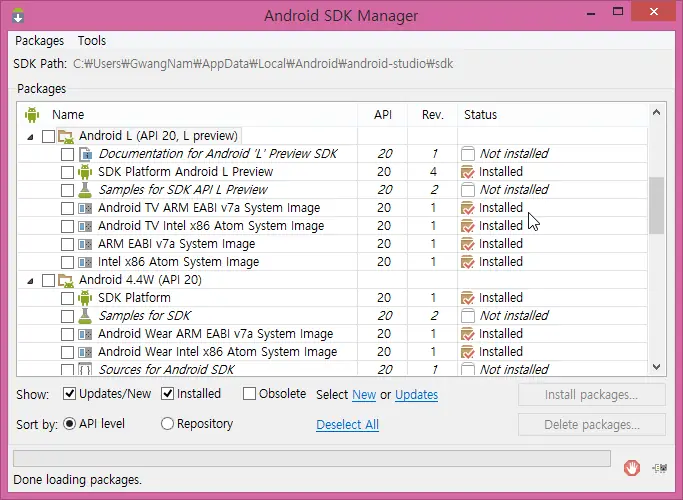 Android SDK Manager
Packages Tools
SDK Path: C:₩Users₩GwangNam₩AppData₩Local₩Android₩android-studio₩sdk
Packages
Name API Rev. Status
Android L (API 20, L preview)
Documentation for Android 'L' Preview SDK 20 1 Not installed
SDK Platform Android L Preview 20 4 Installed
Samples for SDK API L Preview 20 2 Not installed
Android TV ARM EABI v7a System Image 20 1 Installed
Android TV Intel x86 Atom System Image 20 1 Installed
ARM EABI v7a System Image 20 1 Installed
Intel x86 Atom System Image 20 1 Installed
Android 4.4W (API 20)
SDK Platform 20 1 Installed
Samples for SDK 20 2 Not installed
Android Wear ARM EABI v7a System Image 20 1 Installed
Android Wear Intel x86 Atom System Image 20 1 Installed
Sources for Android SDK 20 1 Not installed
Show: Updates/New Installed Obsolete Select New or Updates Install packages...
Sort by: API level Repository Deselect All Delete packages...
Done loading packages.